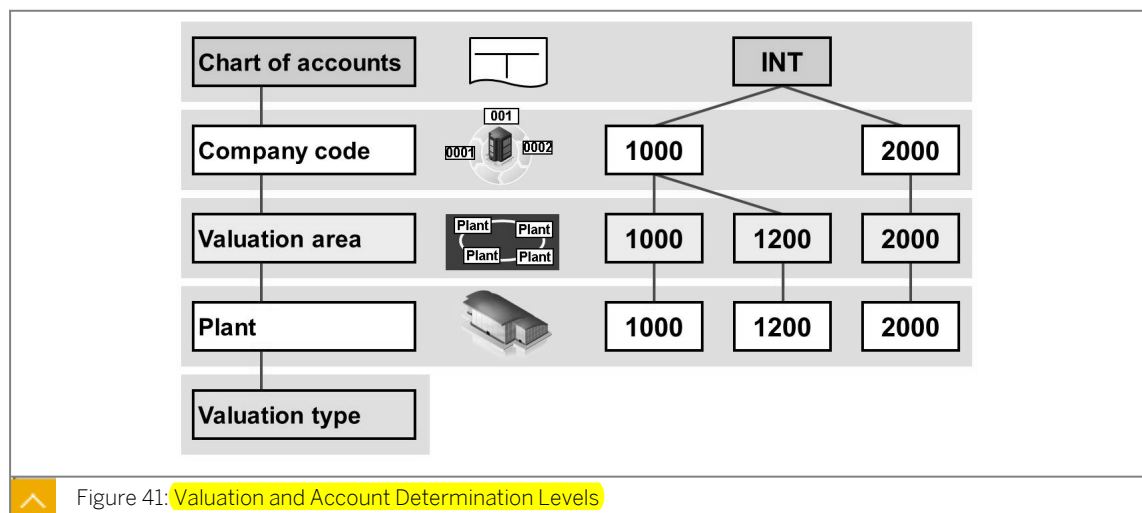 Chart of accounts INT
001
Company code 0001 0002 1000 2000
Valuation area Plant Plant 1000 1200 2000
Plant Plant
Plant 1000 1200 2000
Valuation type
Figure 41: Valuation and Account Determination Levels